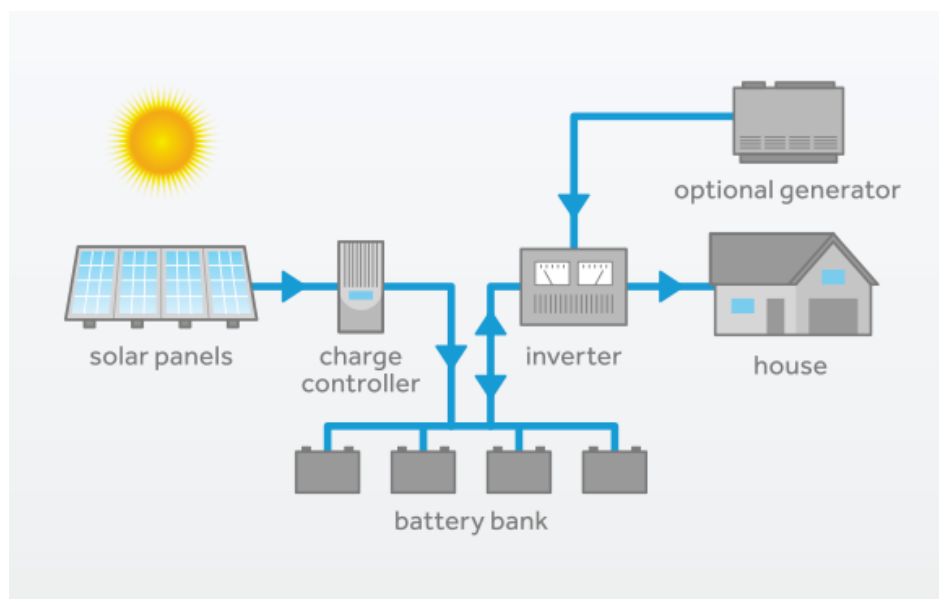 optional generator
solar panels
charge
controller
inverter
house
battery bank